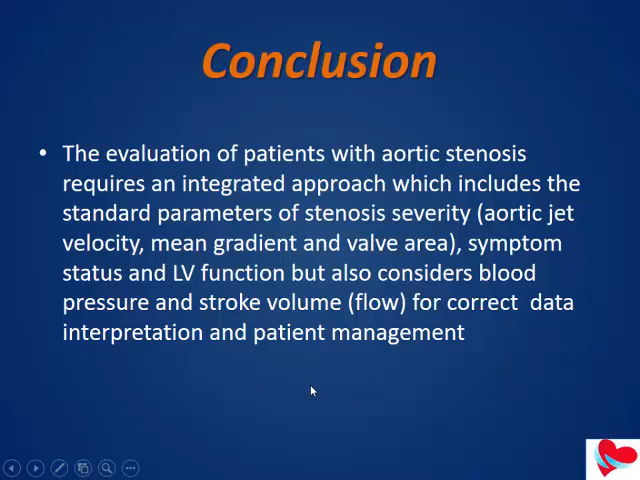 Conclusion
• The evaluation of patients with aortic stenosis
requires an integrated approach which includes the
standard parameters of stenosis severity (aortic jet
velocity, mean gradient and valve area), symptom
status and LV function but also considers blood
pressure and stroke volume (flow) for correct  data
interpretation and patient management